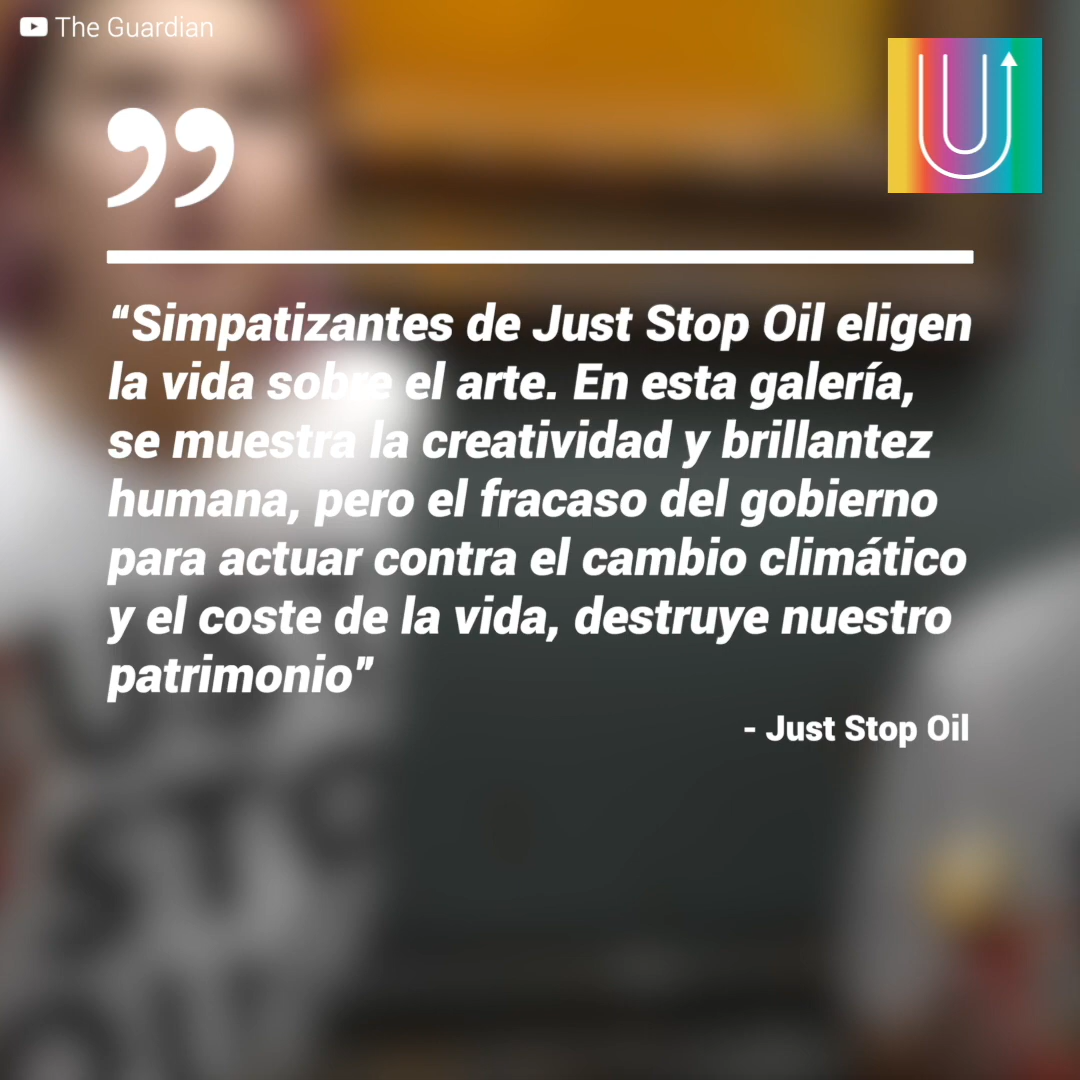 The Guardian
”
“Simpatizantes de Just Stop Oil eligen
la vida sobre el arte. En esta galería,
se muestra la creatividad y brillantez
humana, pero el fracaso del gobierno
para actuar contra el cambio climático
y el coste de la vida, destruye nuestro
patrimonio”
- Just Stop Oil